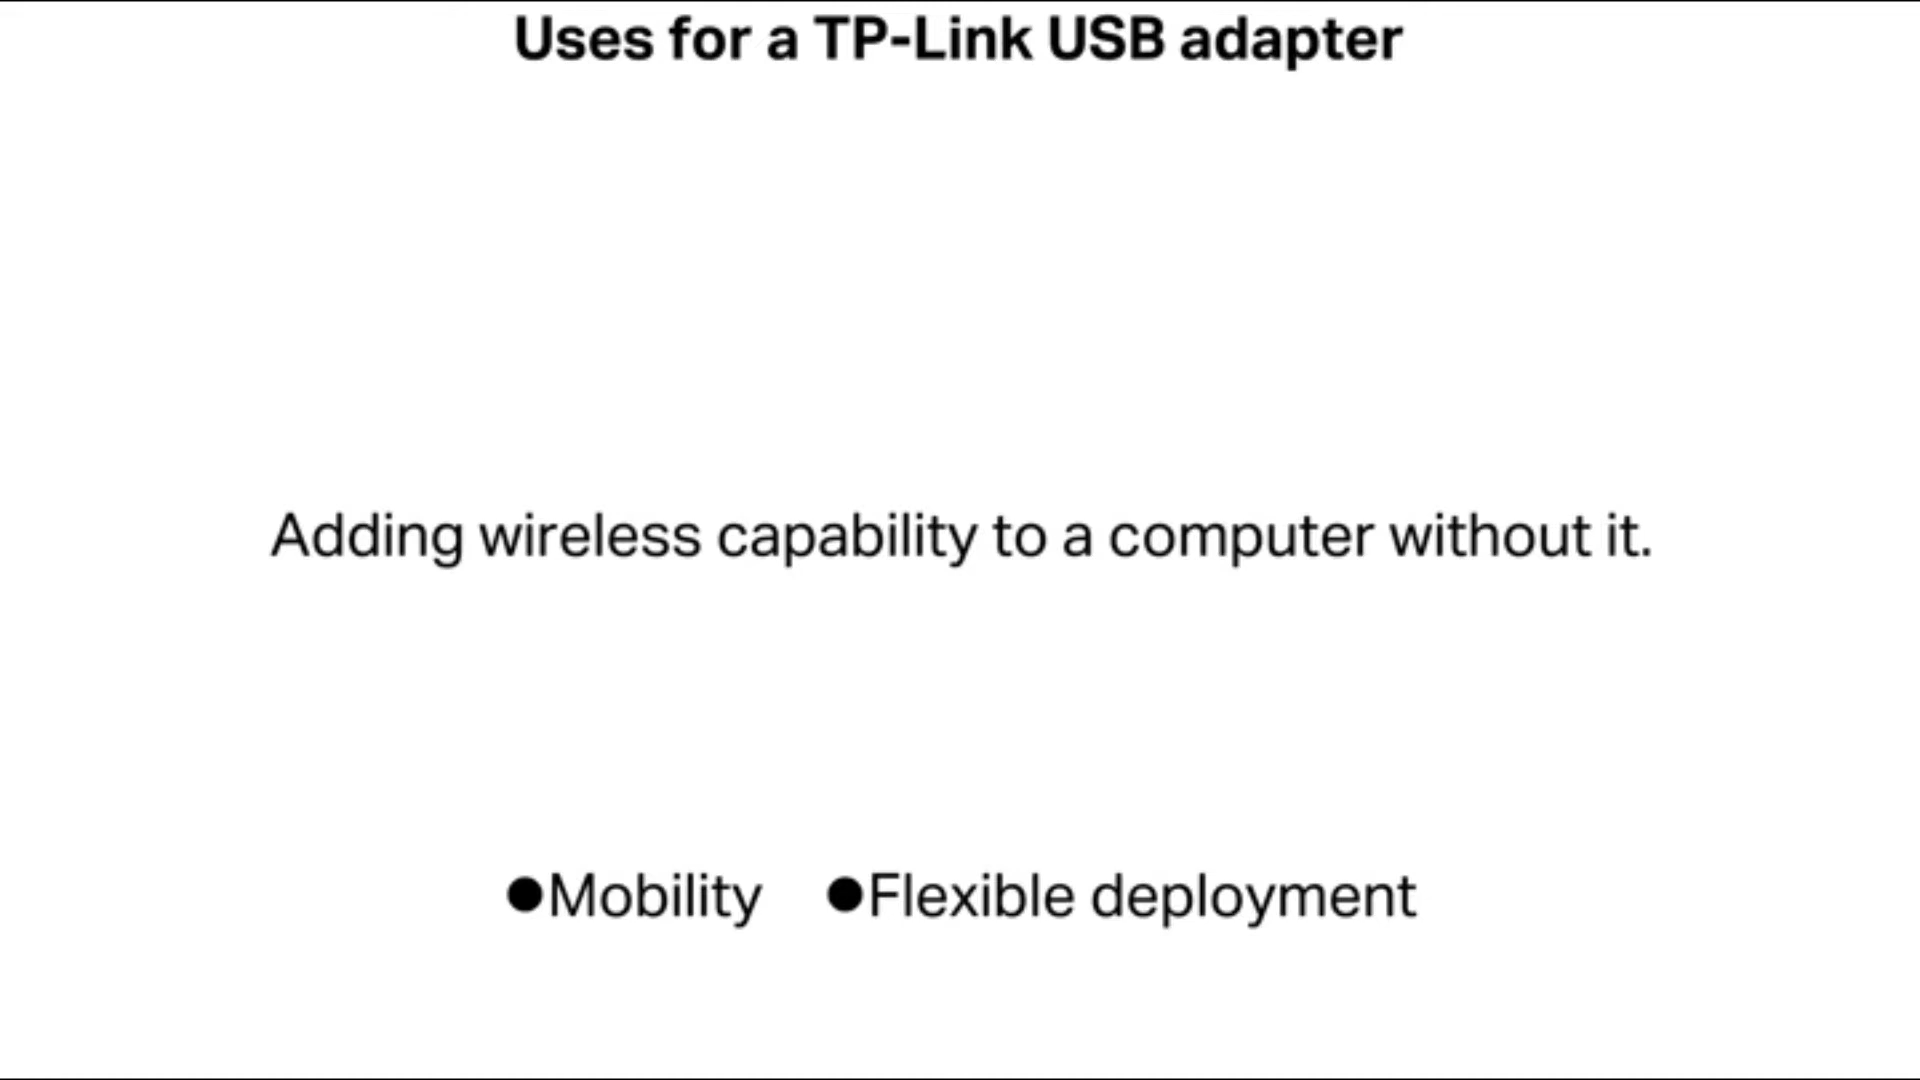 Uses for a TP-Link USB adapter
Adding wireless capability to a computer without it.
●Mobility ●Flexible deployment